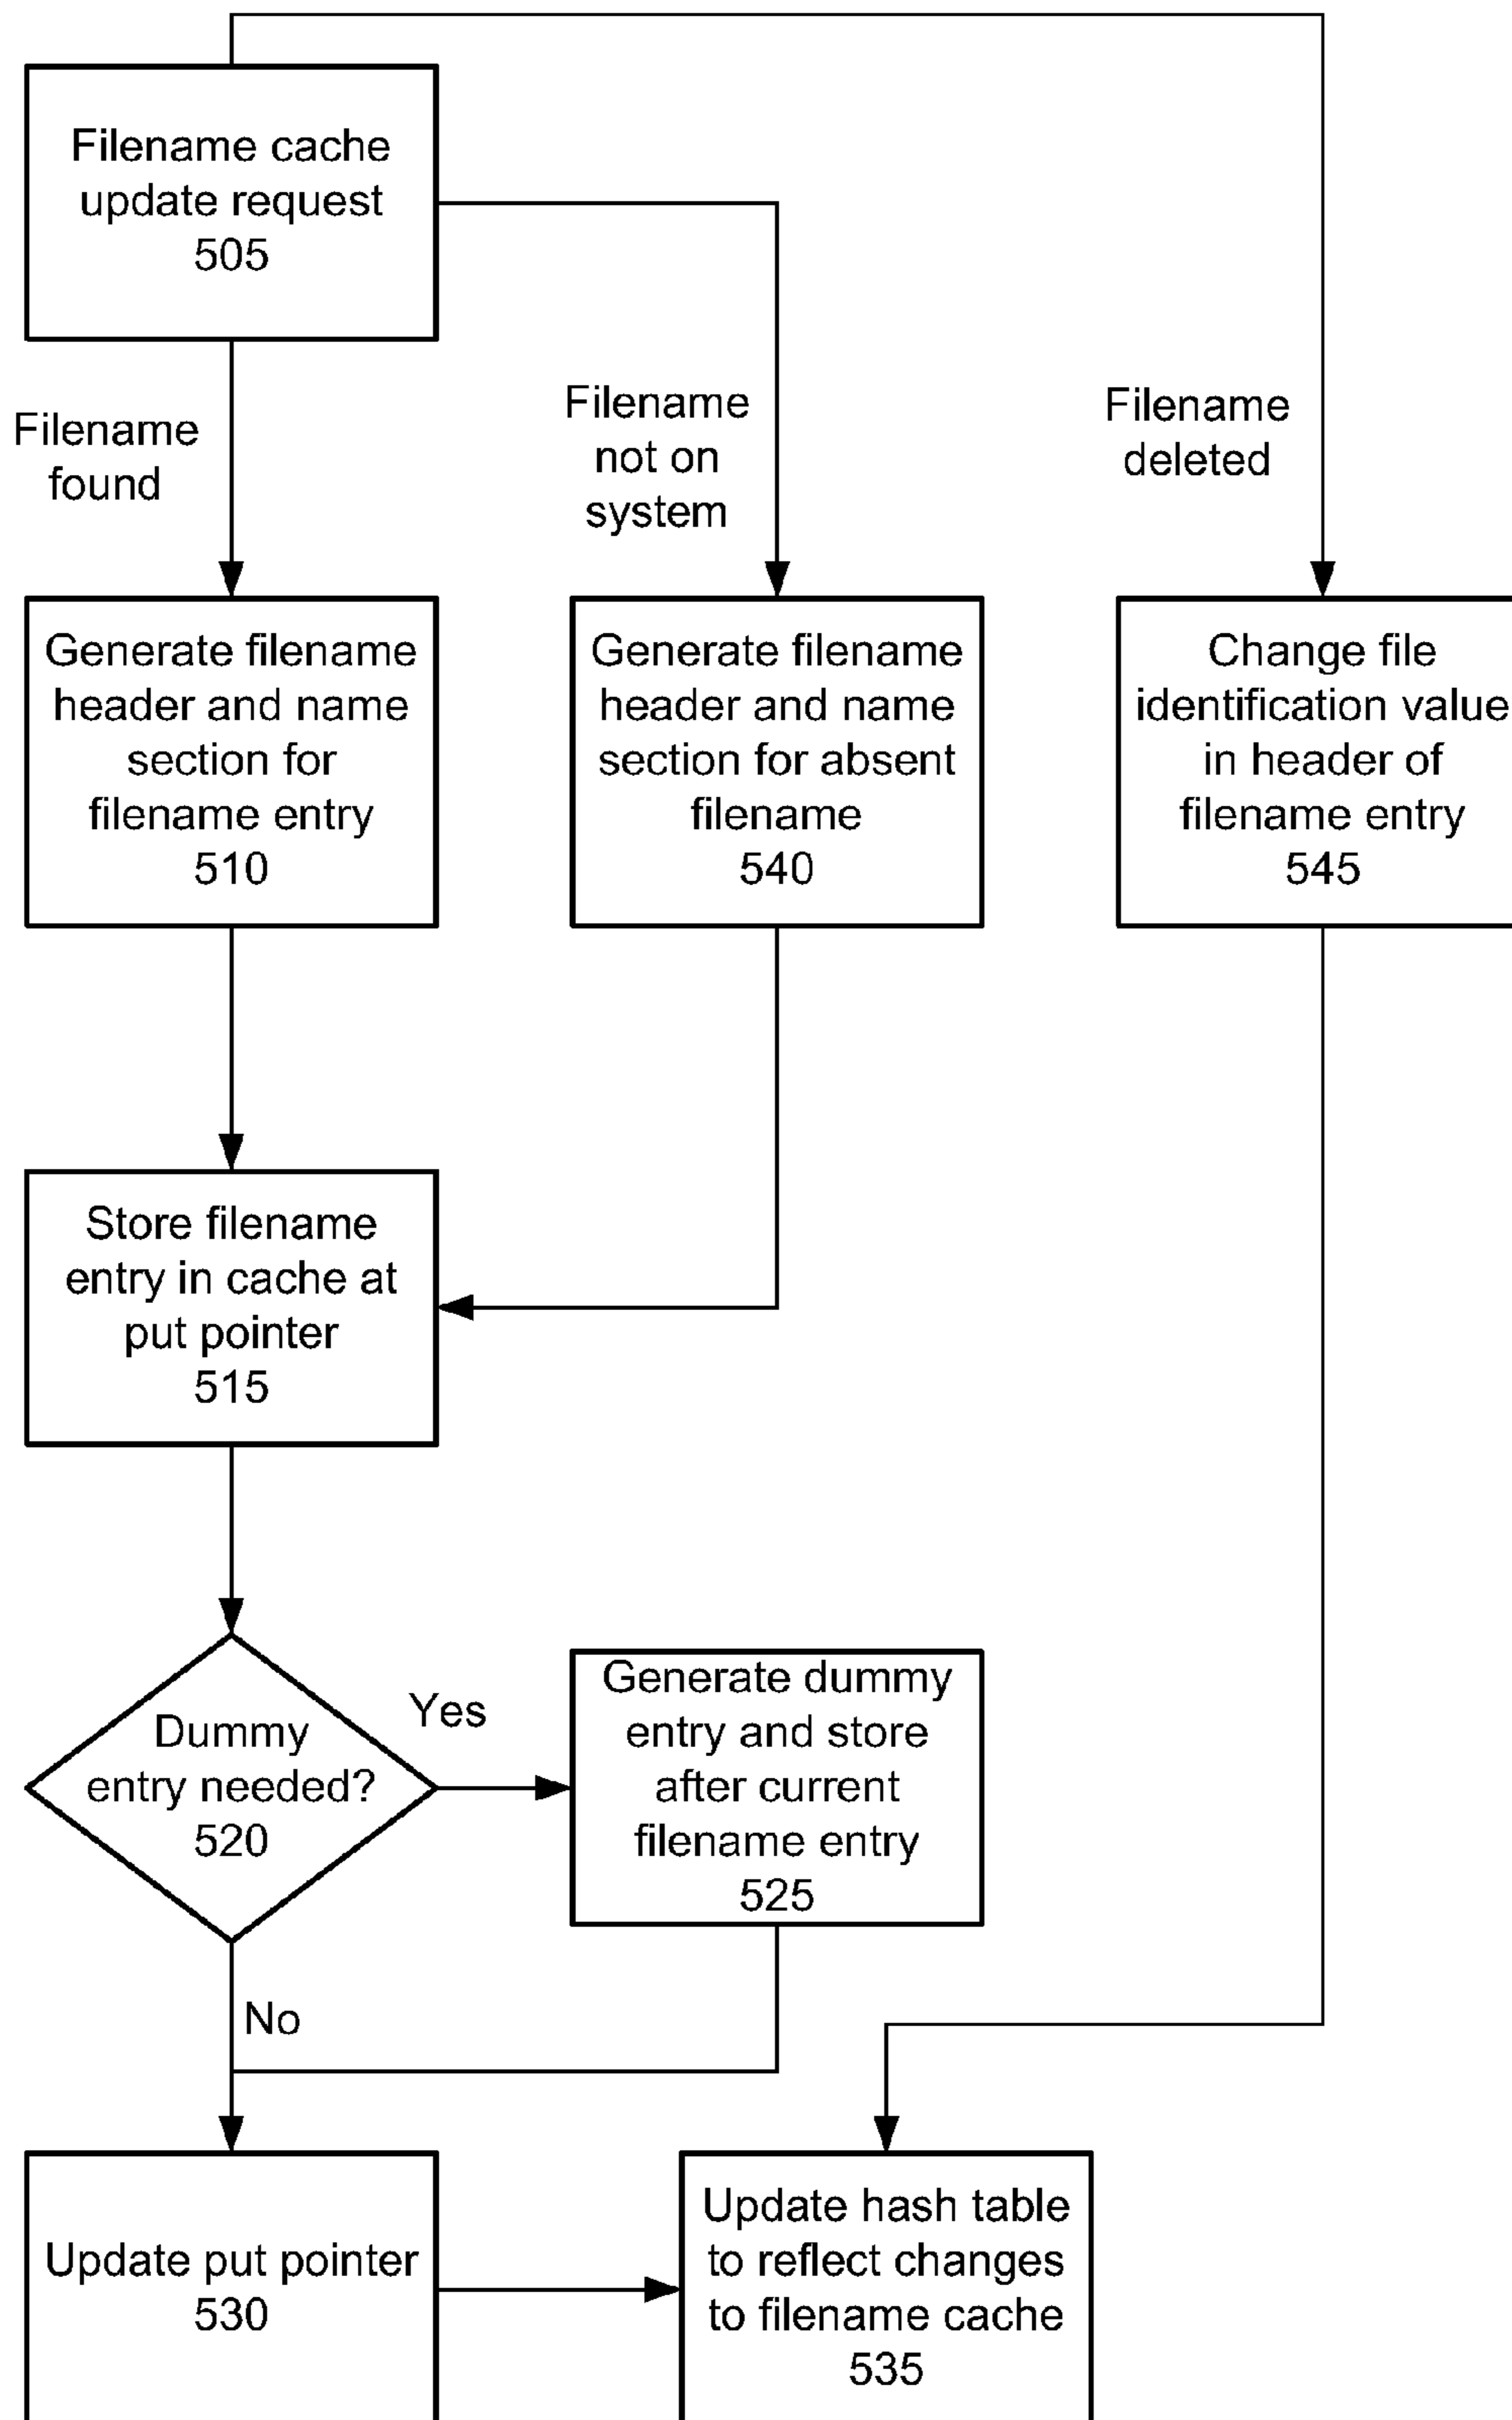 Filename cache
update request
505
Filename
found
Filename
not on
system
Filename
deleted
Generate filename
header and name
section for
filename entry
510
Generate filename
header and name
section for absent
filename
540
Change file
identification value
in header of
filename entry
545
Store filename
entry in cache at
put pointer
515
Dummy
entry needed?
520
Yes
Generate dummy
entry and store
after current
filename entry
525
No
Update put pointer
530
Update hash table
to reflect changes
to filename cache
535